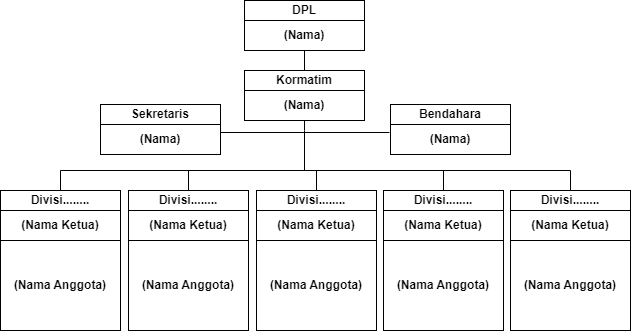 DPL
(Nama)
Kormatim
(Nama)
Sekretaris
(Nama)
Bendahara
(Nama)
Divisi........
(Nama Ketua)
(Nama Anggota)
Divisi........
(Nama Ketua)
(Nama Anggota)
Divisi........
(Nama Ketua)
(Nama Anggota)
Divisi........
(Nama Ketua)
(Nama Anggota)
Divisi........
(Nama Ketua)
(Nama Anggota)